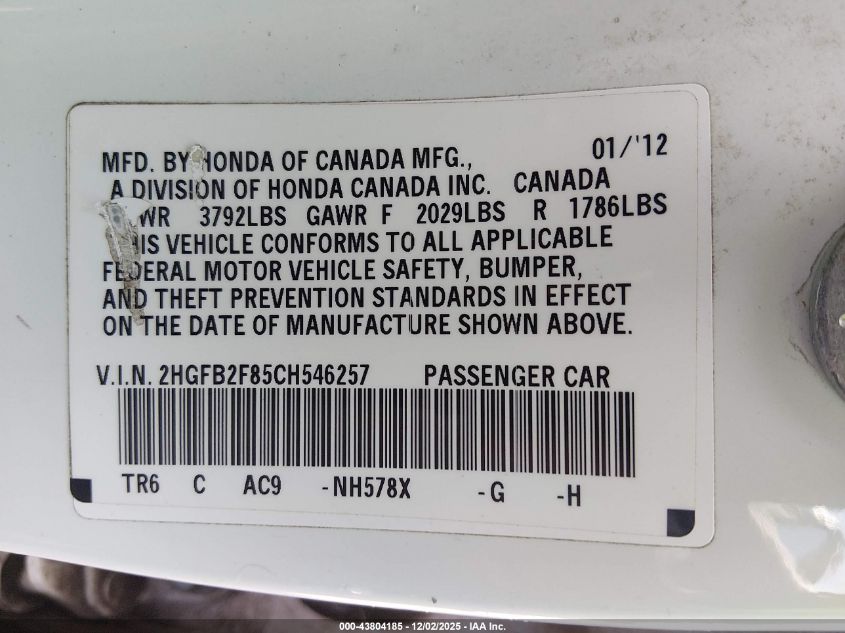 MFD. BY HONDA OF CANADA MFG., 01/'12
A DIVISION OF HONDA CANADA INC. CANADA
WR 3792LBS GAWR F 2029LBS R 1786LBS
THIS VEHICLE CONFORMS TO ALL APPLICABLE
FEDERAL MOTOR VEHICLE SAFETY, BUMPER,
AND THEFT PREVENTION STANDARDS IN EFFECT
ON THE DATE OF MANUFACTURE SHOWN ABOVE.
V.I.N. 2HGFB2F85CH546257 PASSENGER CAR
TR6 C AC9 -NH578X -G -H
000-43804185 - 12/02/2025 - IAA Inc.